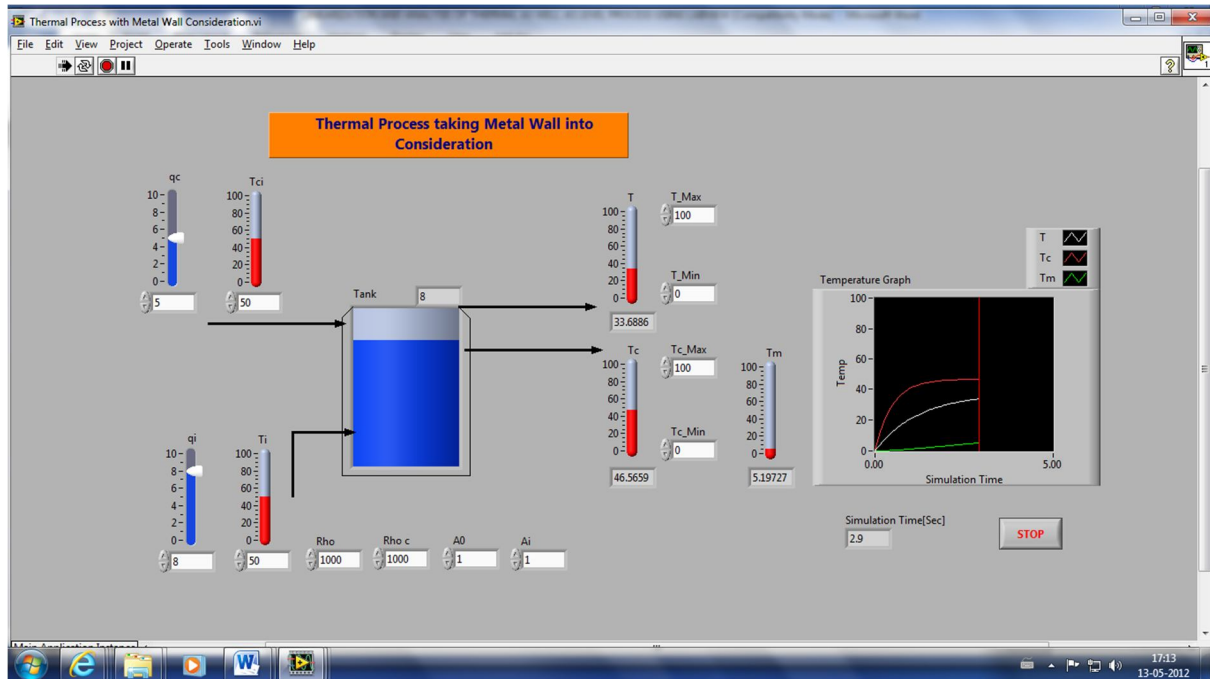 Thermal Process with Metal Wall Consideration.vi
File Edit View Project Operate Tools Window Help
1
Thermal Process taking Metal Wall into
Consideration
qc
10
8
6
4
2
0
5
Tci
100
80
60
40
20
0
50
Tank
8
T
100
80
60
40
20
0
33.6886
T_Max
100
T_Min
0
Tc
100
80
60
40
20
0
46.5659
Tc_Max
100
Tc_Min
0
Tm
100
80
60
40
20
0
5.19727
T
Tc
Tm
Temperature Graph
Temp
100
80
60
40
20
0
0.00 5.00
Simulation Time
qi
10
8
6
4
2
0
8
Ti
100
80
60
40
20
0
50
Rho
1000
Rho c
1000
A0
1
Ai
1
Simulation Time[Sec]
2.9
STOP
Main Application Instance
17:13
13-05-2012